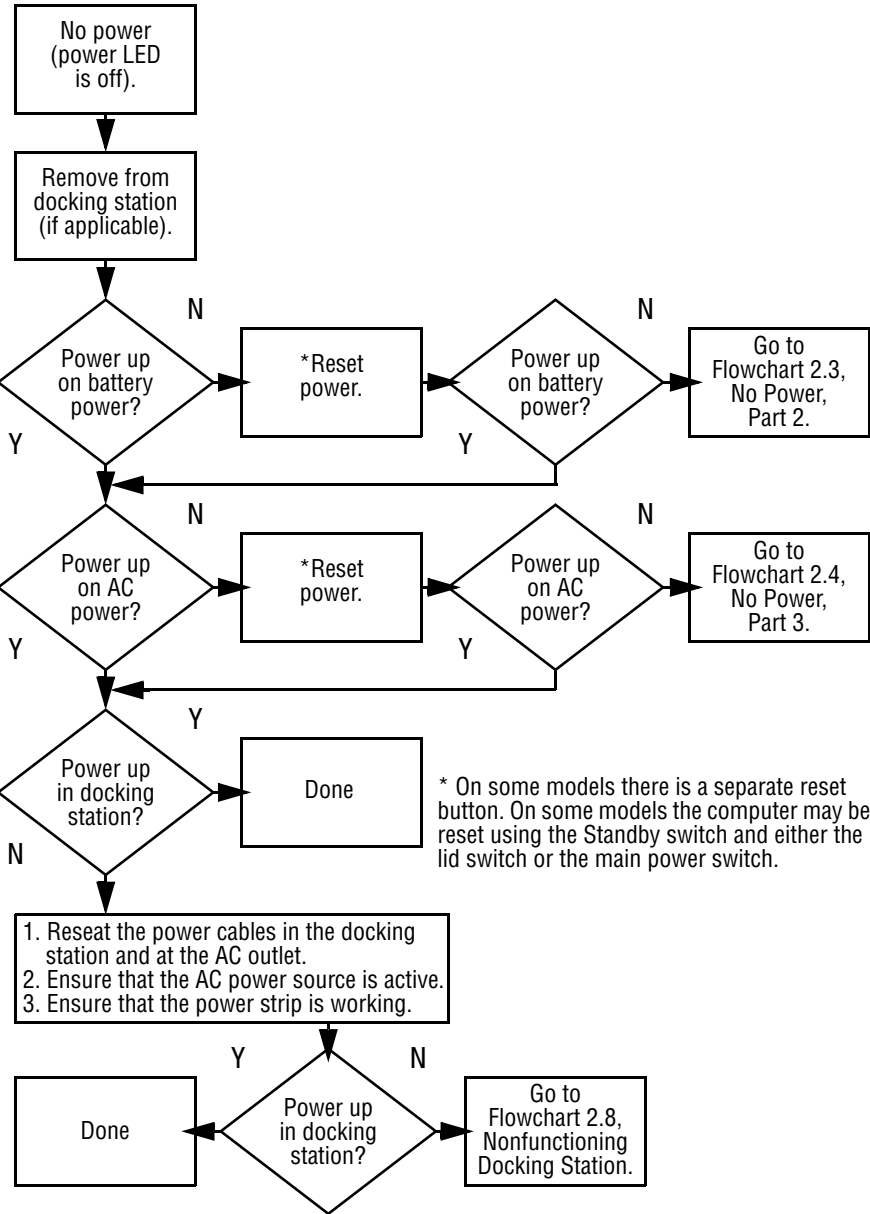 No power
(power LED
is off).
Remove from
docking station
(if applicable).
N
Power up
on battery
power?
Y
*Reset
power.
N
Power up
on battery
power?
Y
Go to
Flowchart 2.3,
No Power,
Part 2.
N
Power up
on AC
power?
Y
*Reset
power.
N
Power up
on AC
power?
Y
Go to
Flowchart 2.4,
No Power,
Part 3.
Y
Power up
in docking
station?
N
Done
* On some models there is a separate reset
button. On some models the computer may be
reset using the Standby switch and either the
lid switch or the main power switch.
1. Reseat the power cables in the docking
station and at the AC outlet.
2. Ensure that the AC power source is active.
3. Ensure that the power strip is working.
Y
N
Done
Power up
in docking
station?
Go to
Flowchart 2.8,
Nonfunctioning
Docking Station.